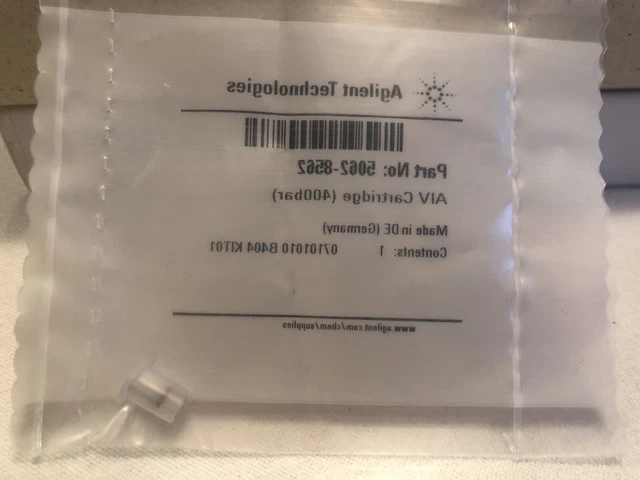 Agilent Technologies
Part No: 5062-8562
AIV Cartridge (400bar)
Made in DE (Germany)
Contents: 1 07101010 B404 KIT01
www.agilent.com/chem/supplies